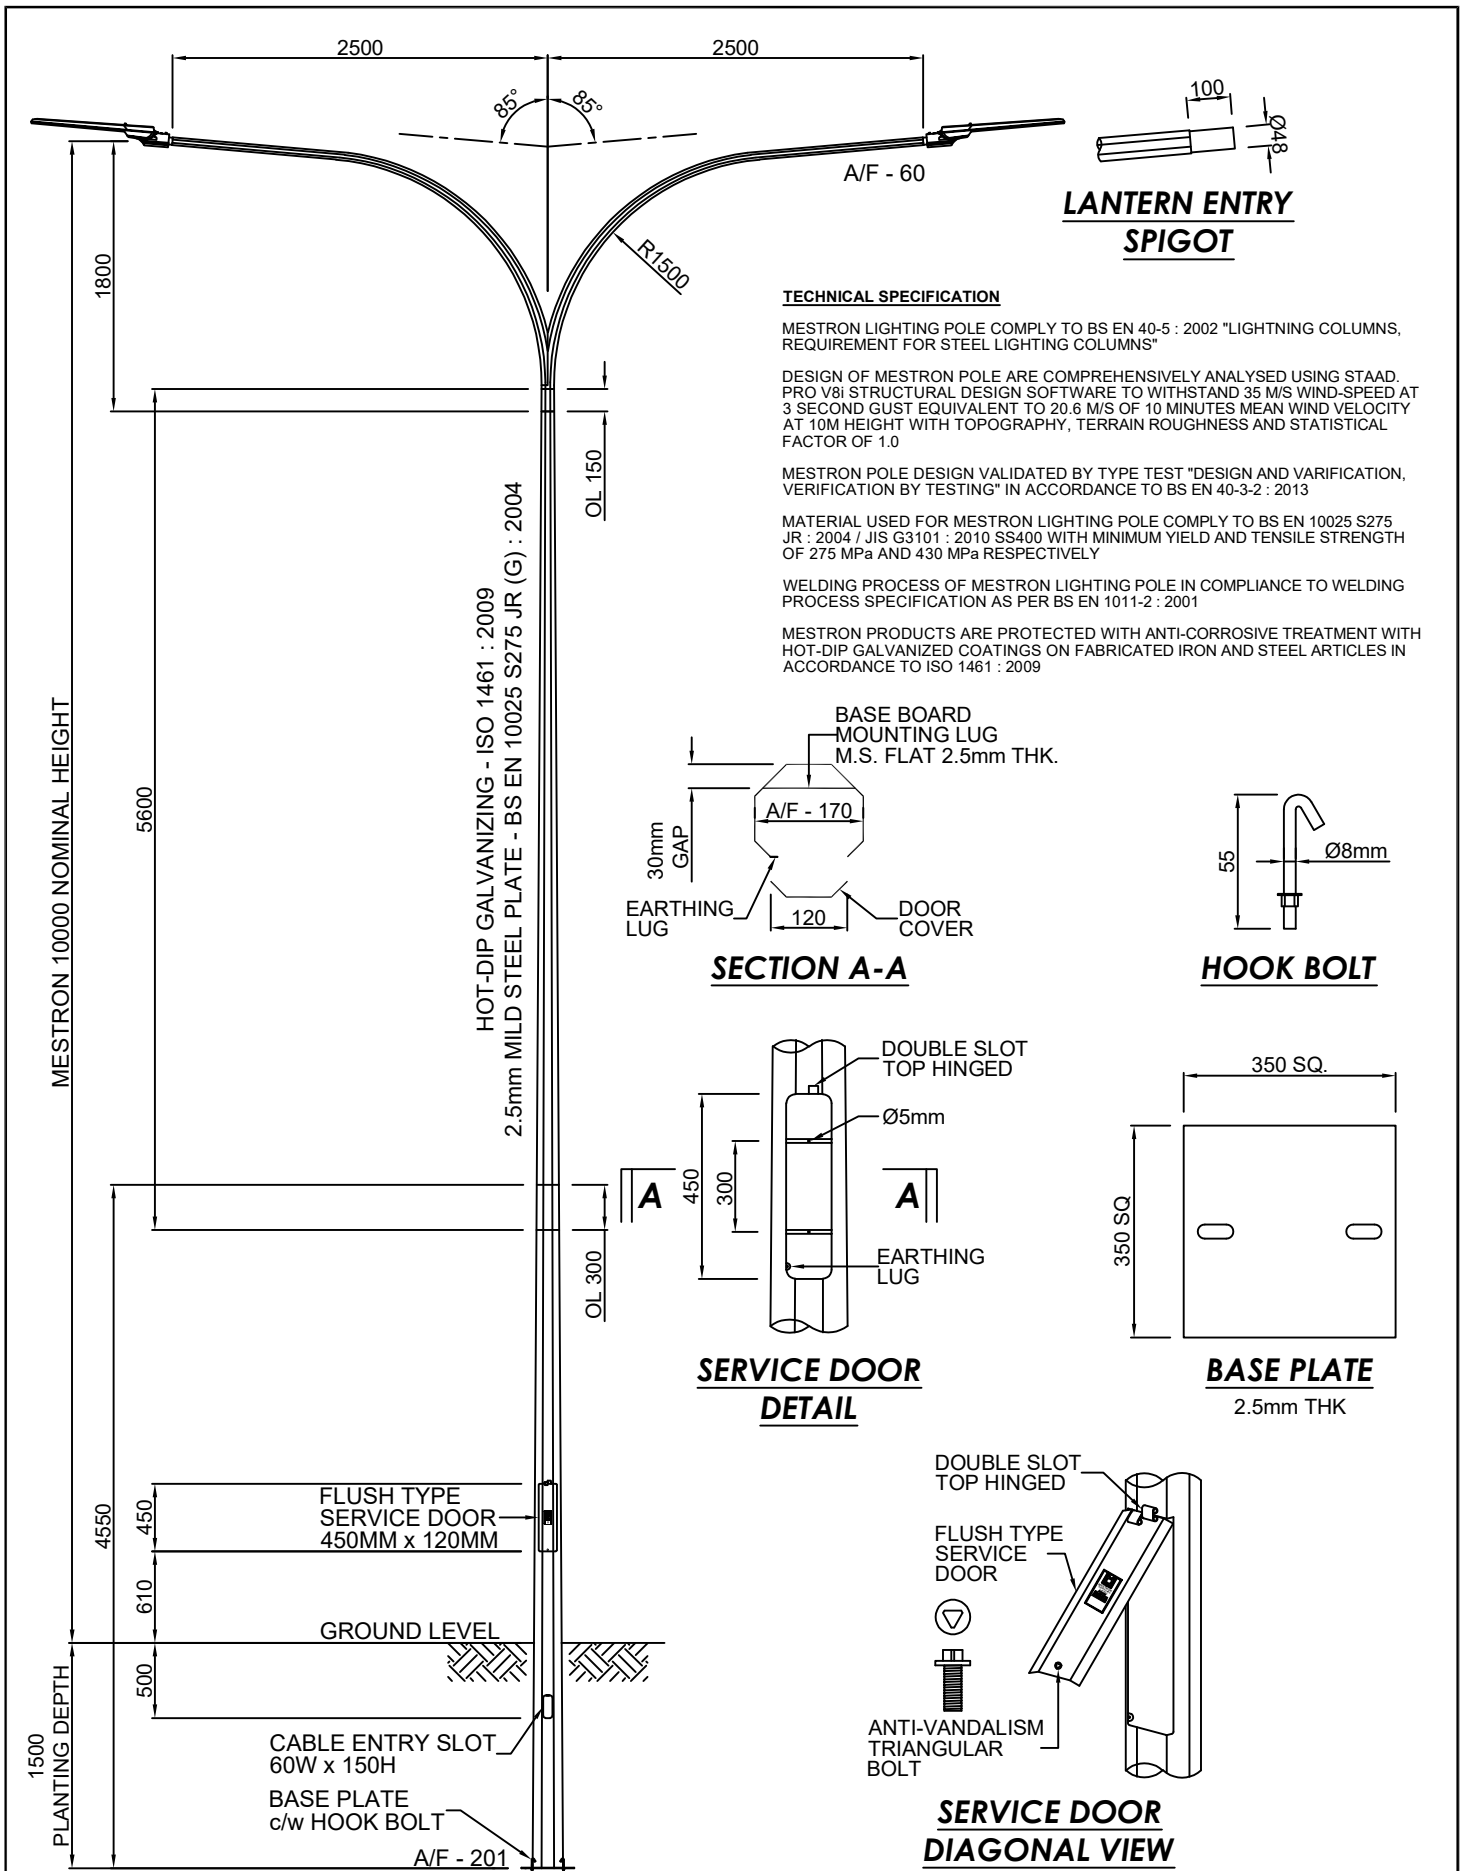 2500
2500
85°
85°
A/F - 60
R1500
1800
100
Ø48
LANTERN ENTRY
SPIGOT
TECHNICAL SPECIFICATION
MESTRON LIGHTING POLE COMPLY TO BS EN 40-5 : 2002 "LIGHTNING COLUMNS,
REQUIREMENT FOR STEEL LIGHTING COLUMNS"
DESIGN OF MESTRON POLE ARE COMPREHENSIVELY ANALYSED USING STAAD.
PRO V8i STRUCTURAL DESIGN SOFTWARE TO WITHSTAND 35 M/S WIND-SPEED AT
3 SECOND GUST EQUIVALENT TO 20.6 M/S OF 10 MINUTES MEAN WIND VELOCITY
AT 10M HEIGHT WITH TOPOGRAPHY, TERRAIN ROUGHNESS AND STATISTICAL
FACTOR OF 1.0
MESTRON POLE DESIGN VALIDATED BY TYPE TEST "DESIGN AND VARIFICATION,
VERIFICATION BY TESTING" IN ACCORDANCE TO BS EN 40-3-2 : 2013
MATERIAL USED FOR MESTRON LIGHTING POLE COMPLY TO BS EN 10025 S275
JR : 2004 / JIS G3101 : 2010 SS400 WITH MINIMUM YIELD AND TENSILE STRENGTH
OF 275 MPa AND 430 MPa RESPECTIVELY
WELDING PROCESS OF MESTRON LIGHTING POLE IN COMPLIANCE TO WELDING
PROCESS SPECIFICATION AS PER BS EN 1011-2 : 2001
MESTRON PRODUCTS ARE PROTECTED WITH ANTI-CORROSIVE TREATMENT WITH
HOT-DIP GALVANIZED COATINGS ON FABRICATED IRON AND STEEL ARTICLES IN
ACCORDANCE TO ISO 1461 : 2009
OL 150
HOT-DIP GALVANIZING - ISO 1461 : 2009
2.5mm MILD STEEL PLATE - BS EN 10025 S275 JR (G) : 2004
MESTRON 10000 NOMINAL HEIGHT
5600
BASE BOARD
MOUNTING LUG
M.S. FLAT 2.5mm THK.
A/F - 170
30mm
GAP
EARTHING
LUG
120
DOOR
COVER
SECTION A-A
55
Ø8mm
HOOK BOLT
DOUBLE SLOT
TOP HINGED
Ø5mm
450
300
A
A
EARTHING
LUG
SERVICE DOOR
DETAIL
350 SQ.
350 SQ
BASE PLATE
2.5mm THK
OL 300
4550
450
FLUSH TYPE
SERVICE DOOR
450MM x 120MM
610
GROUND LEVEL
500
1500
PLANTING DEPTH
CABLE ENTRY SLOT
60W x 150H
BASE PLATE
c/w HOOK BOLT
A/F - 201
DOUBLE SLOT
TOP HINGED
FLUSH TYPE
SERVICE
DOOR
ANTI-VANDALISM
TRIANGULAR
BOLT
SERVICE DOOR
DIAGONAL VIEW